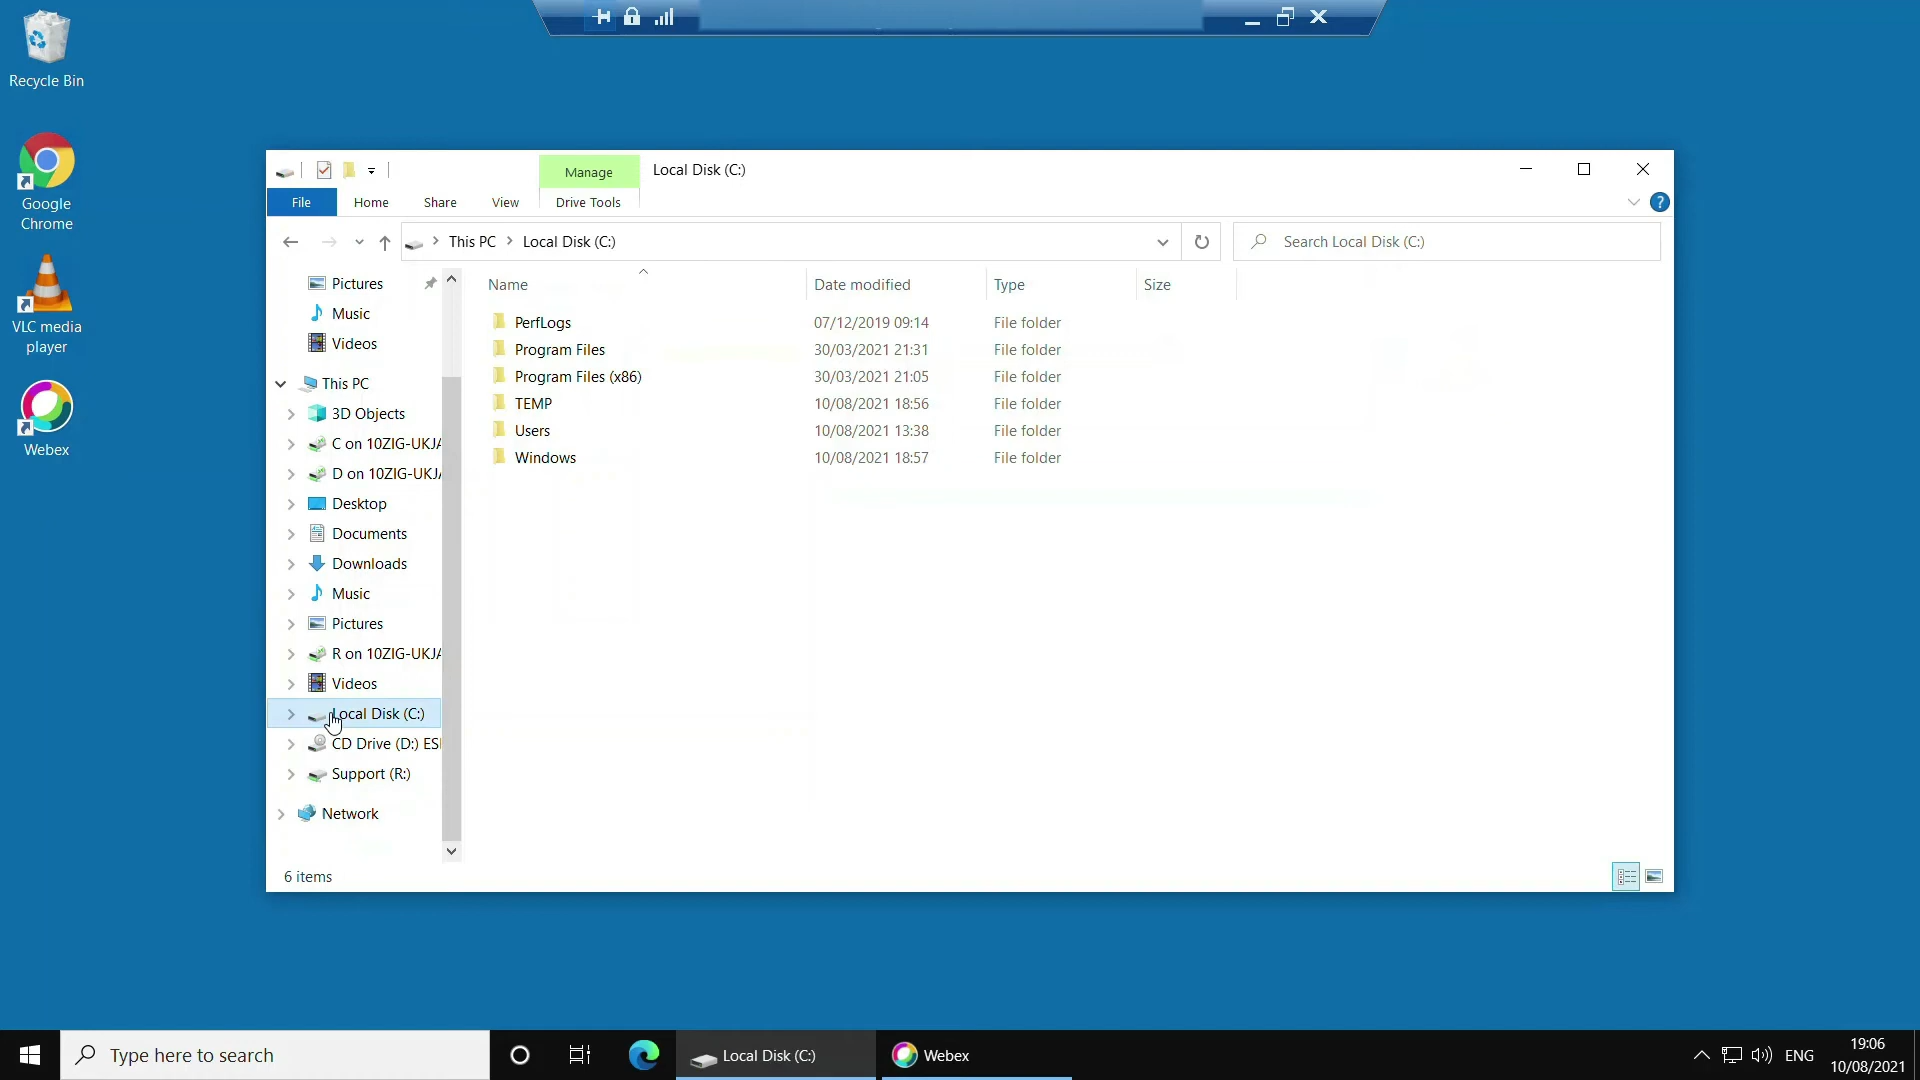 Recycle Bin
Google
Chrome
VLC media
player
Webex
Manage
Local Disk (C:)
File
Home
Share
View
Drive Tools
?
This PC
Local Disk (C:)
Search Local Disk (C:)
Pictures
Music
Videos
This PC
3D Objects
C on 10ZIG-UKJA
D on 10ZIG-UKJA
Desktop
Documents
Downloads
Music
Pictures
R on 10ZIG-UKJA
Videos
Local Disk (C:)
CD Drive (D:) ESI
Support (R:)
Network
Name Date modified Type Size
PerfLogs 07/12/2019 09:14 File folder
Program Files 30/03/2021 21:31 File folder
Program Files (x86) 30/03/2021 21:05 File folder
TEMP 10/08/2021 18:56 File folder
Users 10/08/2021 13:38 File folder
Windows 10/08/2021 18:57 File folder
6 items
Type here to search
Local Disk (C:)
Webex
ENG
19:06
10/08/2021